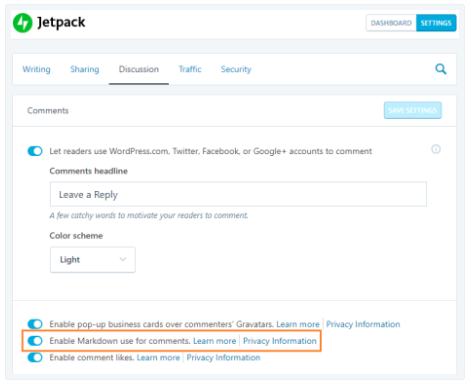 Jetpack
DASHBOARD SETTINGS
Writing Sharing Discussion Traffic Security
Comments
SAVE SETTINGS
Let readers use WordPress.com, Twitter, Facebook, or Google+ accounts to comment
Comments headline
Leave a Reply
A few catchy words to motivate your readers to comment.
Color scheme
Light
Enable pop-up business cards over commenters' Gravatars. Learn more Privacy Information
Enable Markdown use for comments. Learn more Privacy Information
Enable comment likes. Learn more Privacy Information